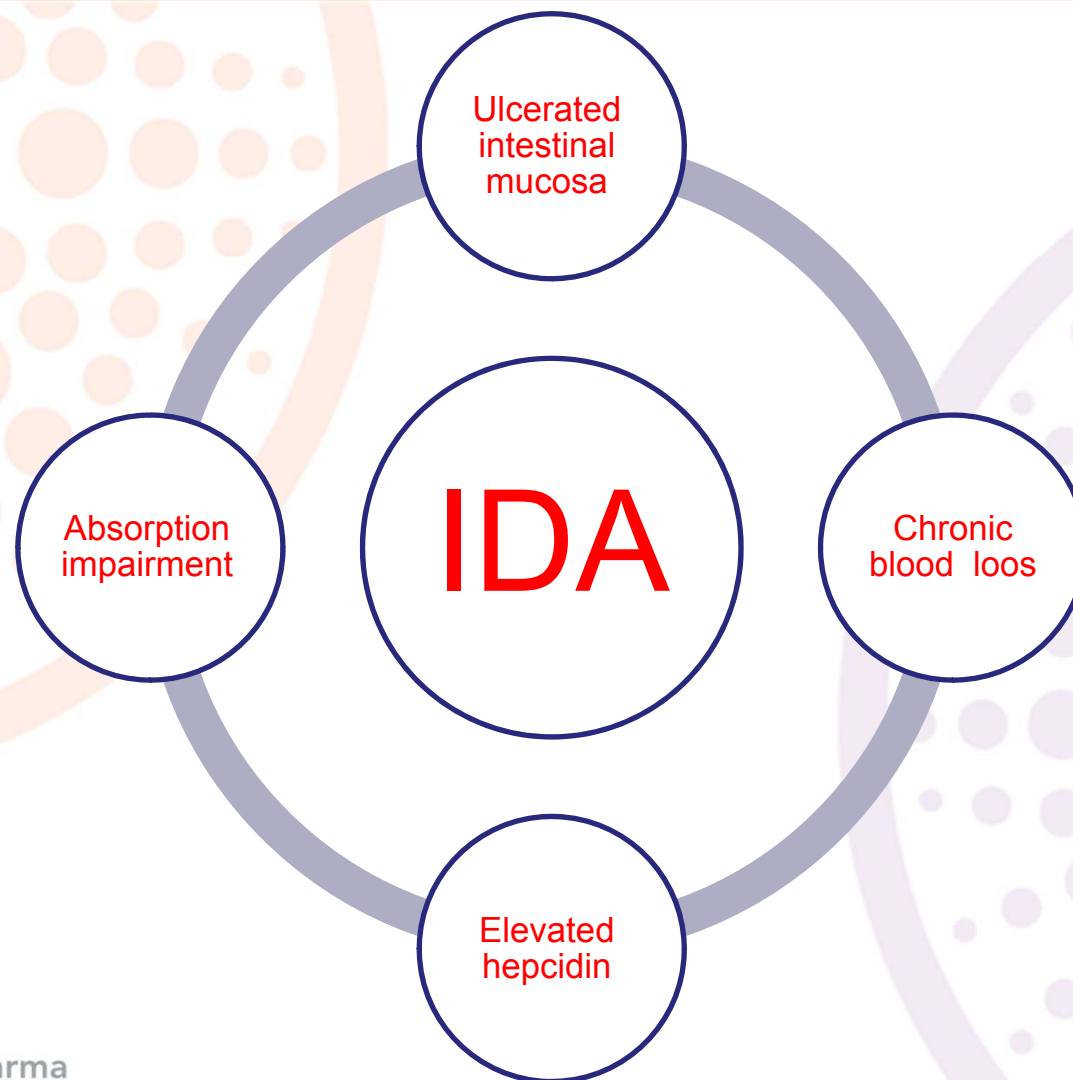 Ulcerated
intestinal
mucosa
Absorption
impairment
IDA
Chronic
blood  loos
Elevated
hepcidin
arma